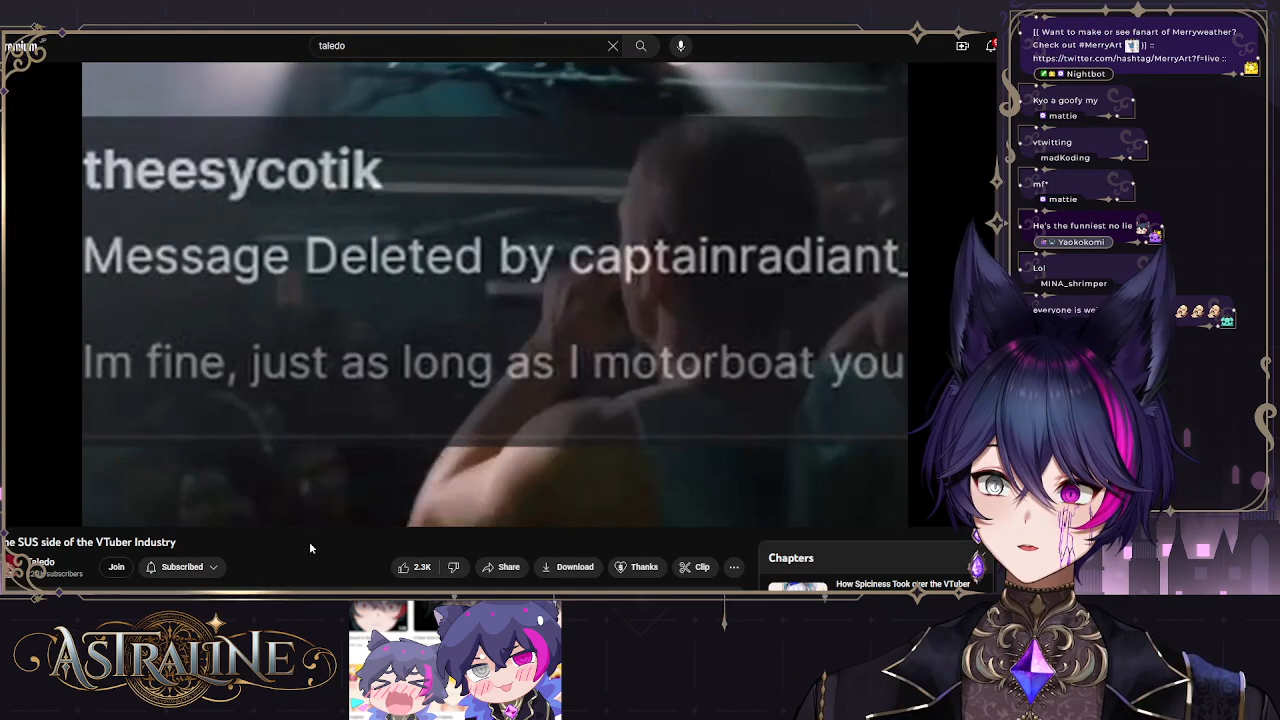 taledo
theesycotik
Message Deleted by captainradiant_
Im fine, just as long as I motorboat you
SUS side of the VTuber Industry
Taledo
subscribers
Join
Subscribed
2.3K
Share
Download
Thanks
Clip
Chapters
How Spiciness Took over the VTuber
[( Want to make or see fanart of Merryweather?
Check out #MerryArt )] ::
https://twitter.com/hashtag/MerryArt?f=live ::
Nightbot
Kyo a goofy my
mattie
vtwitting
madKoding
mf*
mattie
He's the funniest no lie
Yaokokomi
Lol
MINA_shrimper
everyone is
ASTRALINE